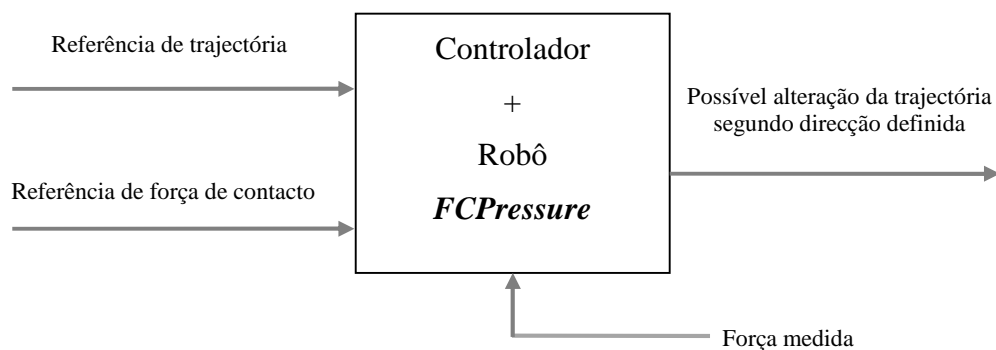 Referência de trajectória
Referência de força de contacto
Controlador
+
Robô
FCPressure
Possível alteração da trajectória
segundo direcção definida
Força medida